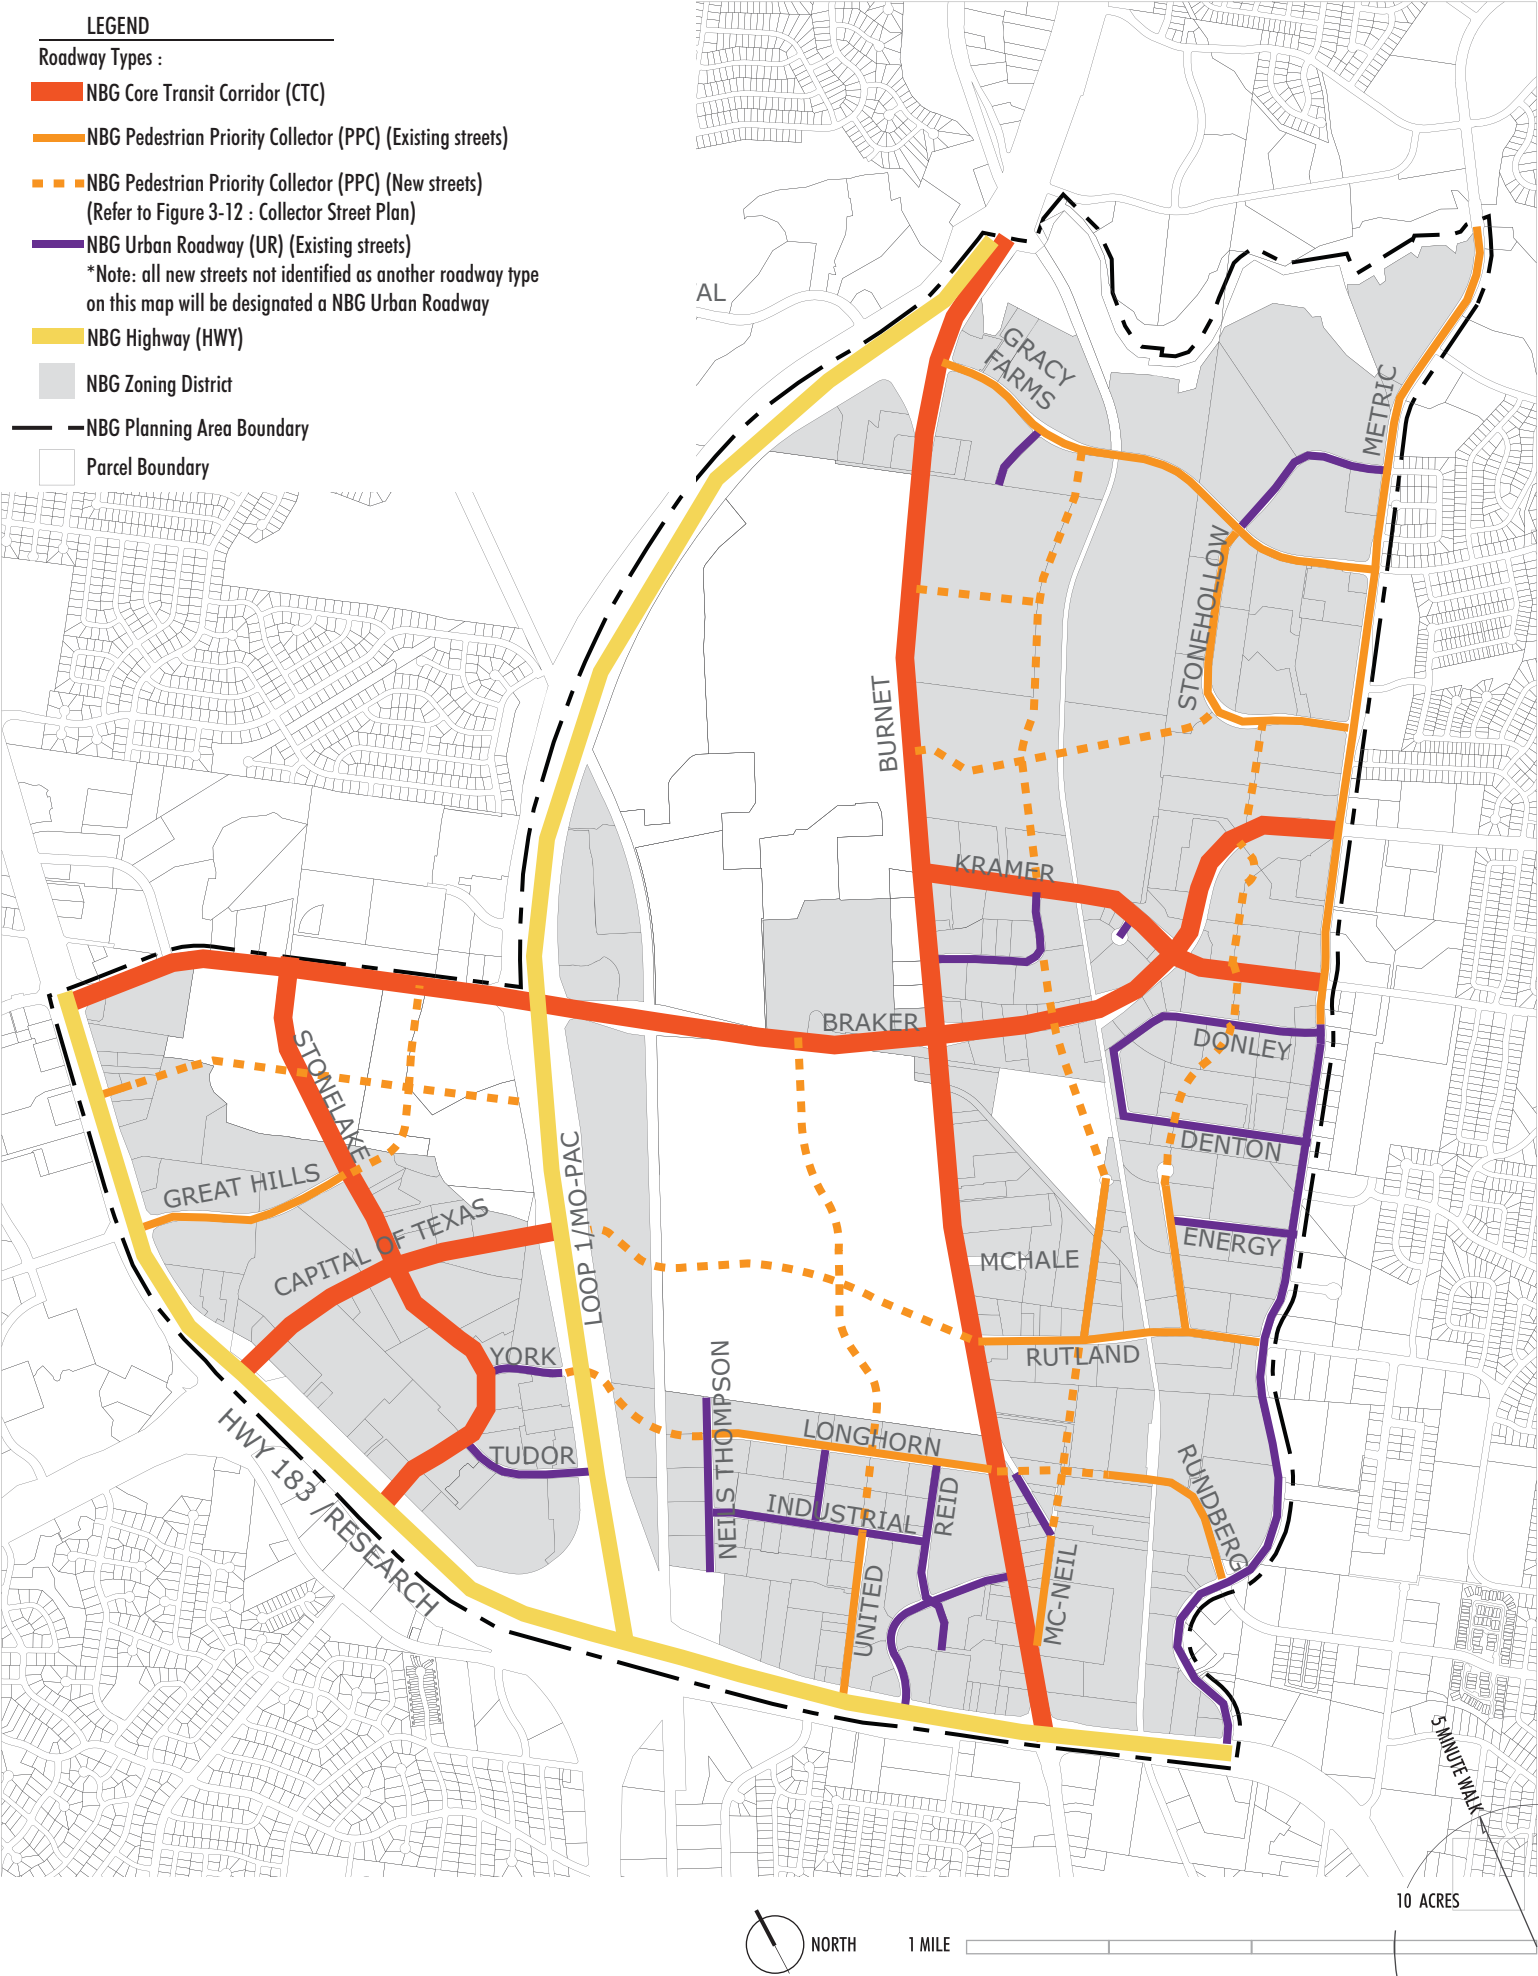 LEGEND
Roadway Types :
NBG Core Transit Corridor (CTC)
NBG Pedestrian Priority Collector (PPC) (Existing streets)
NBG Pedestrian Priority Collector (PPC) (New streets)
(Refer to Figure 3-12 : Collector Street Plan)
NBG Urban Roadway (UR) (Existing streets)
*Note: all new streets not identified as another roadway type
on this map will be designated a NBG Urban Roadway
NBG Highway (HWY)
NBG Zoning District
NBG Planning Area Boundary
Parcel Boundary
AL
GRACY
FARMS
METRIC
STONEHOLLOW
BURNET
KRAMER
BRAKER
DONLEY
STONELAKE
DENTON
GREAT HILLS
CAPITAL OF TEXAS
LOOP 1/MO-PAC
ENERGY
MCHALE
YORK
RUTLAND
NEILS THOMPSON
HWY 183 /RESEARCH
TUDOR
LONGHORN
RUNDBERG
INDUSTRIAL
REID
UNITED
MC-NEIL
5 MINUTE WALK
10 ACRES
NORTH
1 MILE